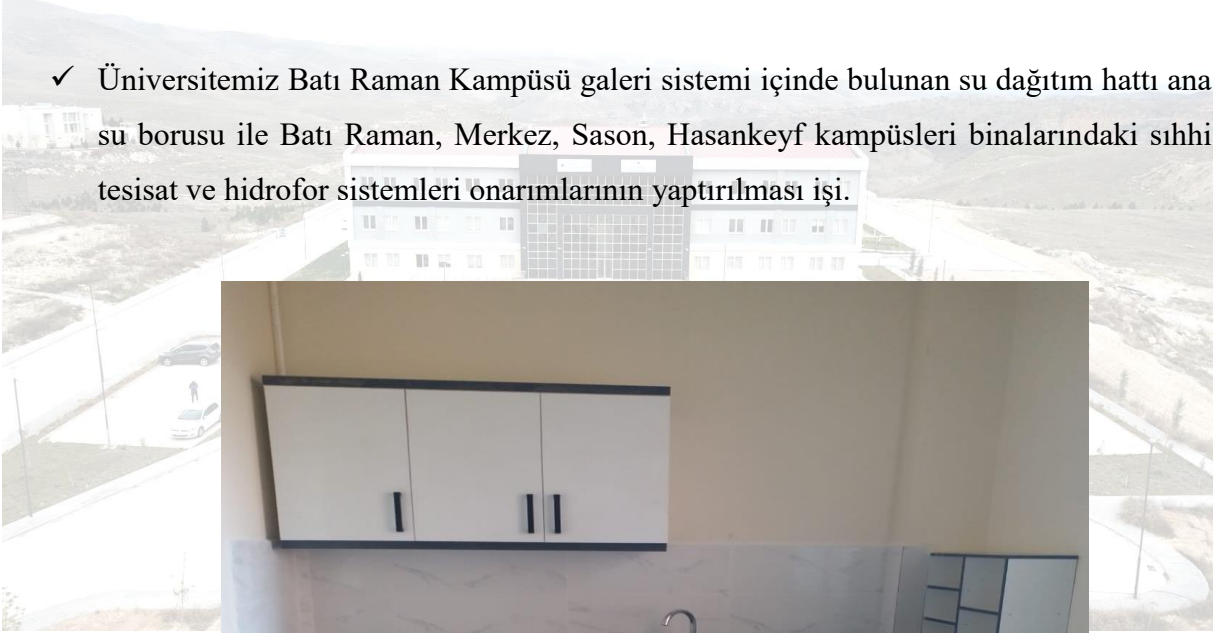 ✓ Üniversitemiz Batı Raman Kampüsü galeri sistemi içinde bulunan su dağıtım hattı ana
su borusu ile Batı Raman, Merkez, Sason, Hasankeyf kampüsleri binalarındaki sıhhi
tesisat ve hidrofor sistemleri onarımlarının yaptırılması işi.